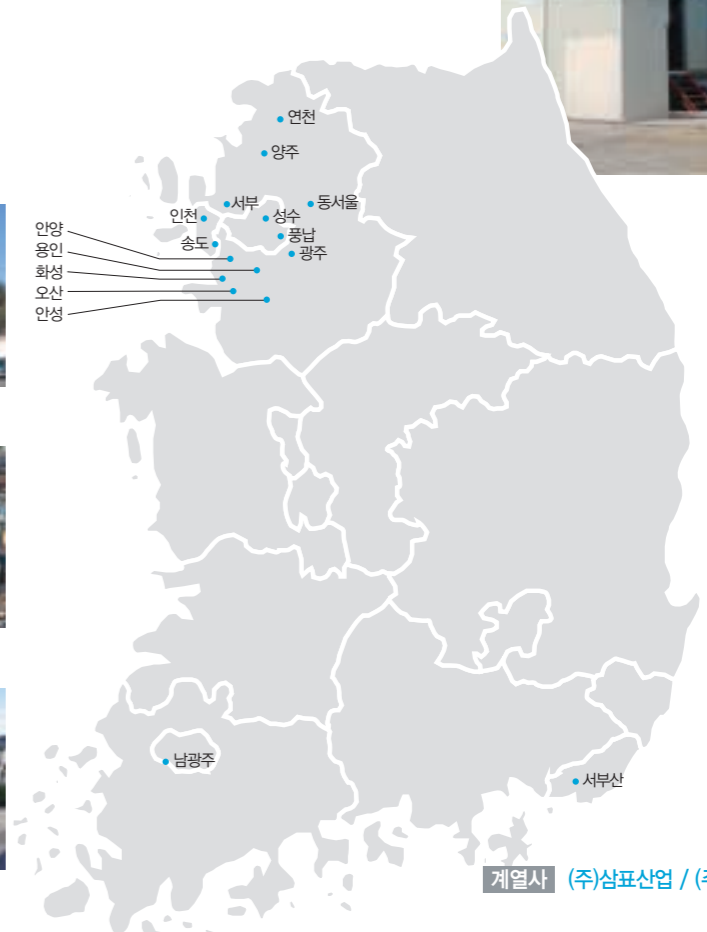 연천
양주
서부
동서울
인천
성수
송도
풍납
광주
안양
용인
화성
오산
안성
남광주
서부산
계열사 (주)삼표산업 / (주